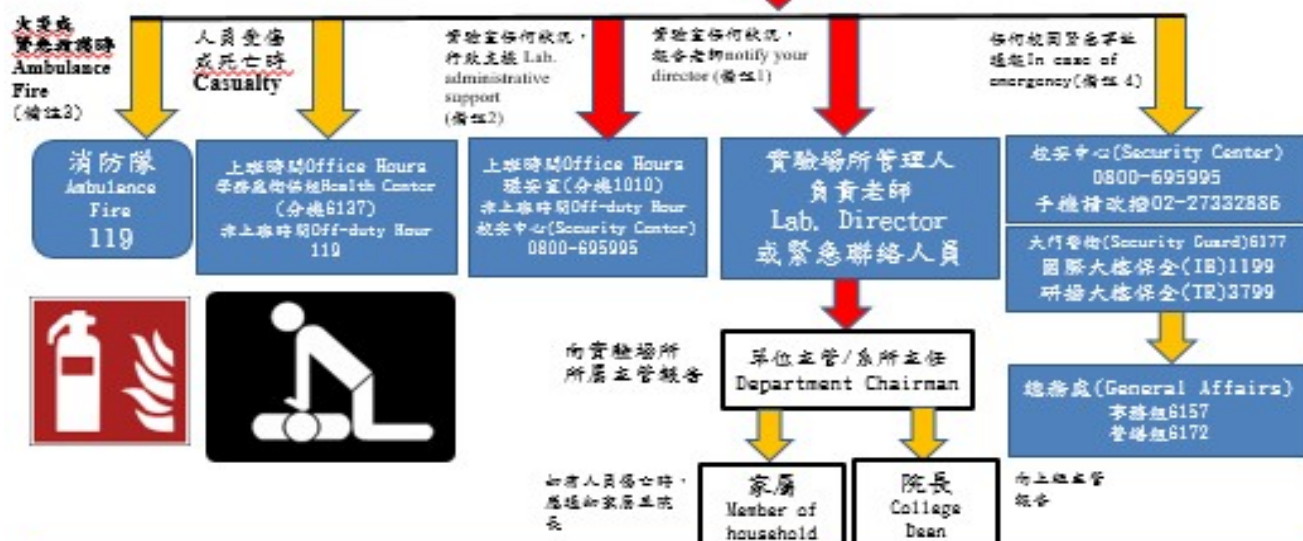 火災或
緊急救護時
Ambulance
Fire
(備註3)
人員受傷
或死亡時
Casualty
實驗室任何狀況，
行政支援 Lab.
administrative
support
(備註2)
實驗室任何狀況，
報告老師notify your
director (備註1)
任何校園緊急事故
通報In case of
emergency(備註 4)
消防隊
Ambulance
Fire
119
上班時間Office Hours
學務處衛保組Health Center
(分機6137)
非上班時間Off-duty Hour
119
上班時間Office Hours
環安室(分機1010)
非上班時間Off-duty Hour
校安中心(Security Center)
0800-695995
實驗場所管理人
負責老師
Lab. Director
或緊急聯絡人員
校安中心(Security Center)
0800-695995
手機請改撥02-27332886
大門警衛(Security Guard)6177
國際大樓保全(IB)1199
研揚大樓保全(TR)3799
向實驗場所
所屬主管報告
單位主管/系所主任
Department Chairman
總務處(General Affairs)
事務組6157
營繕組6172
如有人員傷亡時，
應通知家屬與院
長
家屬
Member of
household
院長
College
Dean
向上級主管
報告